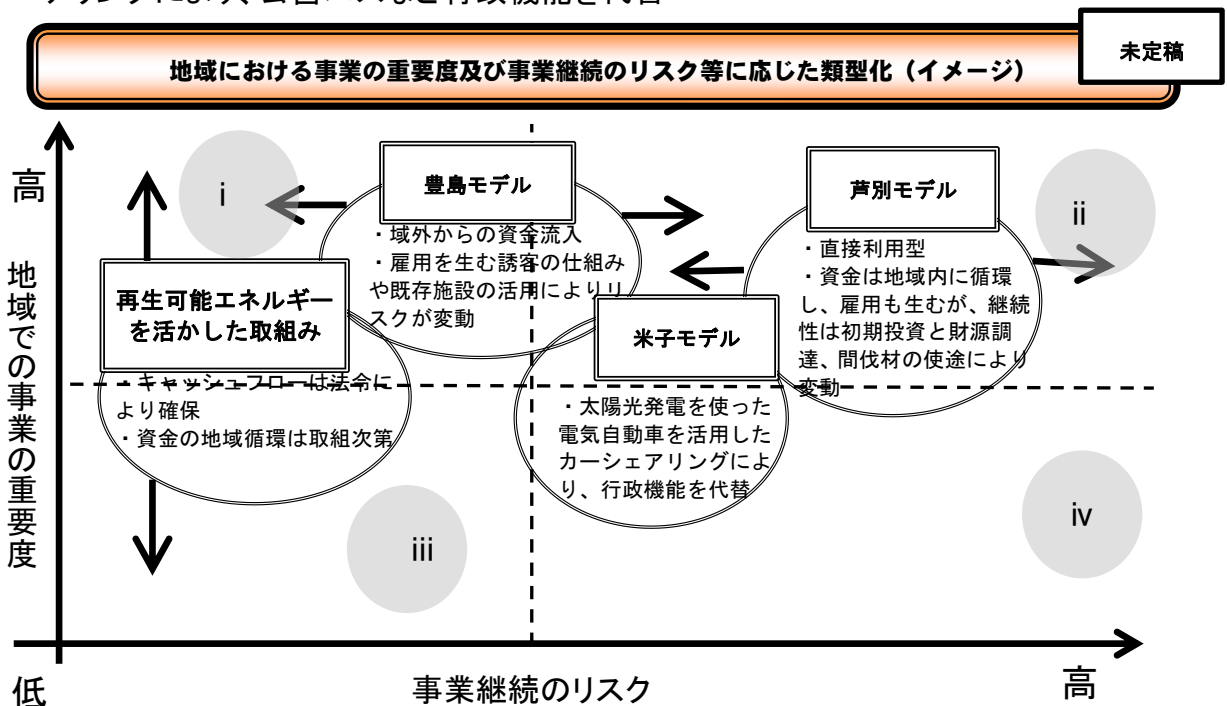 未定稿
地域における事業の重要度及び事業継続のリスク等に応じた類型化（イメージ）
高
地域での事業の重要度
i
豊島モデル
・域外からの資金流入
・雇用を生む誘客の仕組み
や既存施設の活用によりリ
スクが変動
芦別モデル
・直接利用型
・資金は地域内に循環
し、雇用も生むが、継続
性は初期投資と財源調
達、間伐材の使途により
変動
ii
再生可能エネルギー
を活かした取組み
・キャッシュフローは法令に
より確保
・資金の地域循環は取組次第
米子モデル
・太陽光発電を使った
電気自動車を活用した
カーシェアリングによ
り、行政機能を代替
iii
iv
低
事業継続のリスク
高